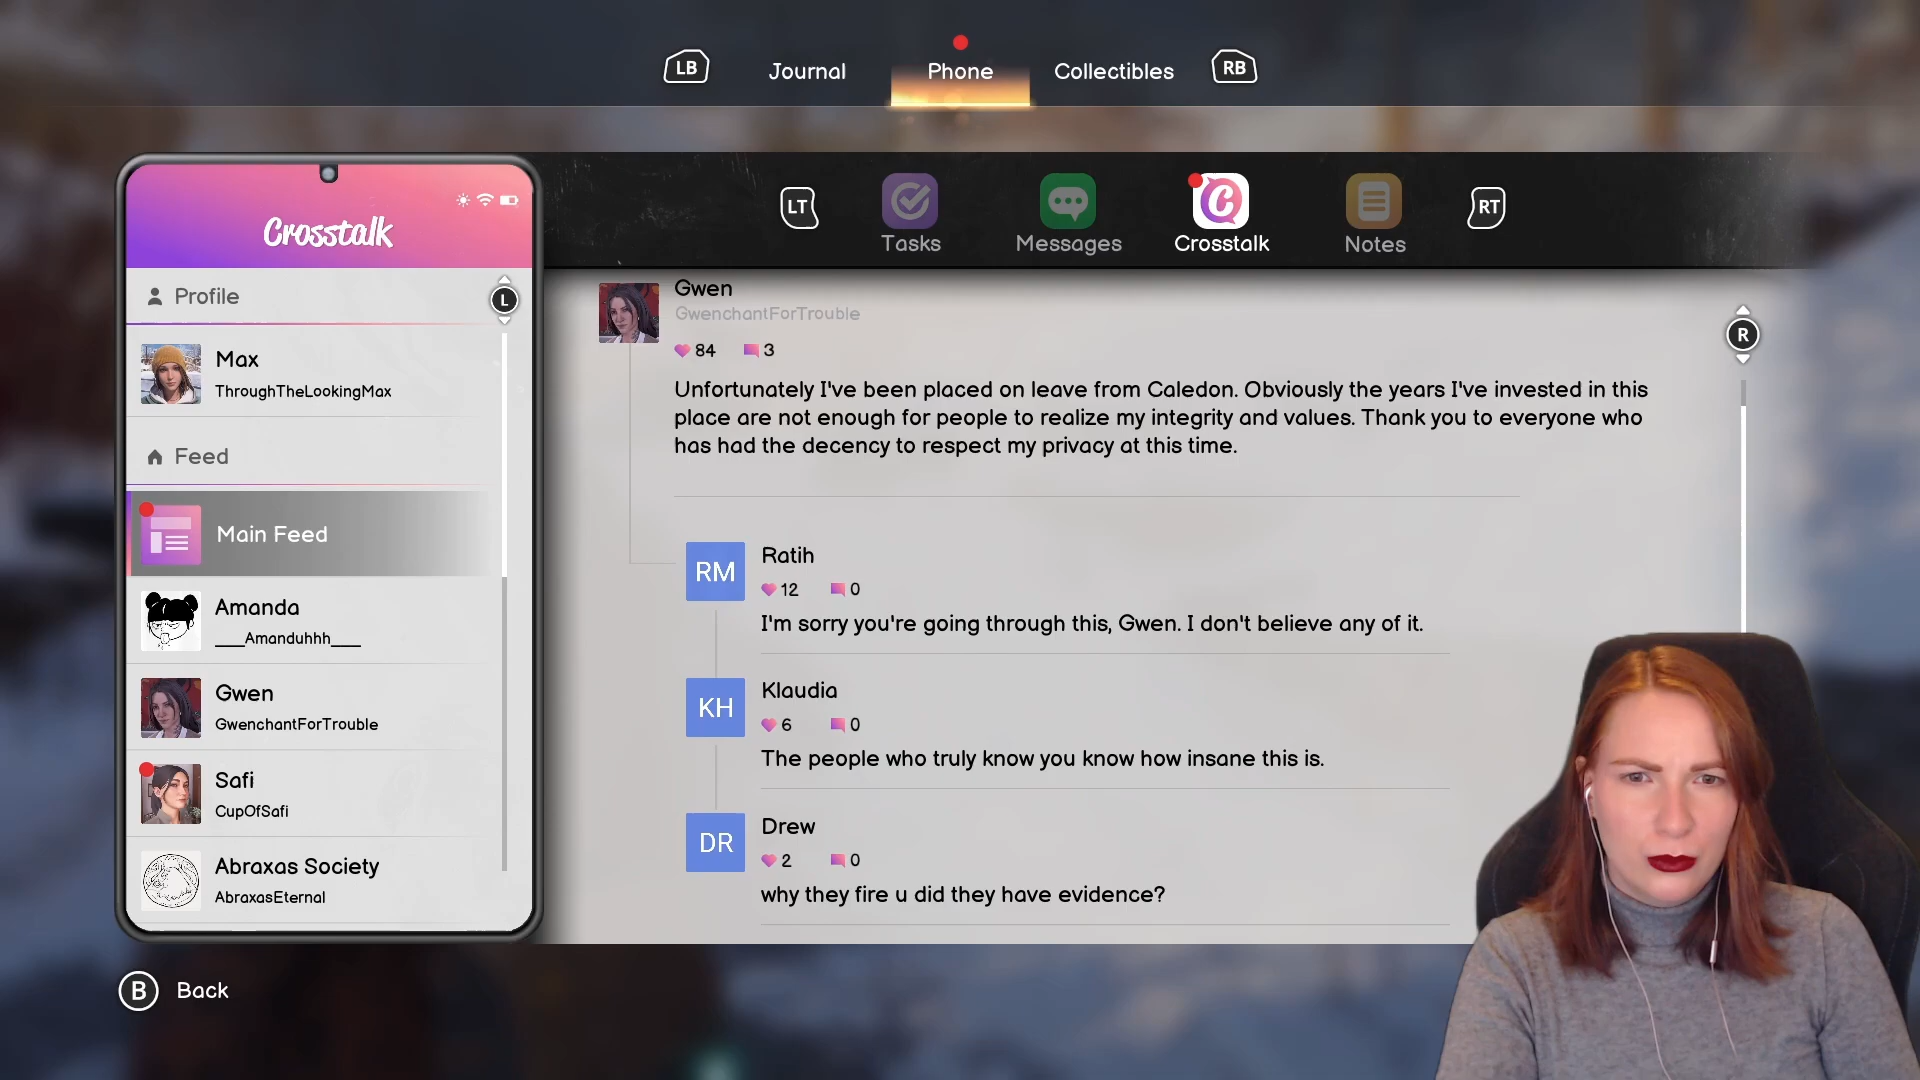 LB
Journal
Phone
Collectibles
RB
Crosstalk
Profile
L
Max
ThroughTheLookingMax
Feed
Main Feed
Amanda
___Amanduhhh___
Gwen
GwenchantForTrouble
Safi
CupOfSafi
Abraxas Society
AbraxasEternal
LT
Tasks
Messages
C
Crosstalk
Notes
RT
Gwen
GwenchantForTrouble
84 3
R
Unfortunately I've been placed on leave from Caledon. Obviously the years I've invested in this
place are not enough for people to realize my integrity and values. Thank you to everyone who
has had the decency to respect my privacy at this time.
RM
Ratih
12 0
I'm sorry you're going through this, Gwen. I don't believe any of it.
KH
Klaudia
6 0
The people who truly know you know how insane this is.
DR
Drew
2 0
why they fire u did they have evidence?
B Back